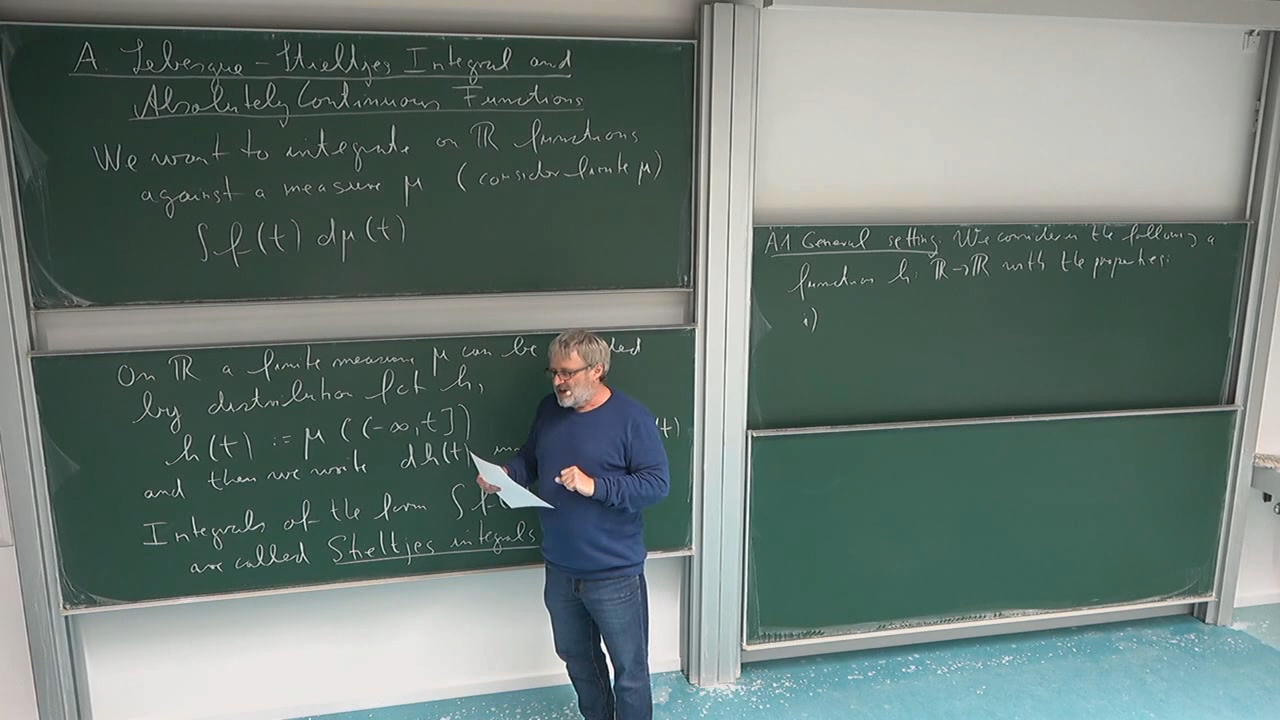 A. Lebesgue-Stieltjes Integral and
Absolutely Continuous Functions
We want to integrate on ℝ functions
against a measure μ (consider finite μ)
∫f(t) dμ(t)
On ℝ a finite measure μ can be
by distribution fct h,
h(t) := μ((-∞,t])
and then we write dh(t)
Integrals of the form ∫f
are called Stieltjes integrals
A1 General setting. We consider in the following a
function h: ℝ→ℝ with the properties:
i)